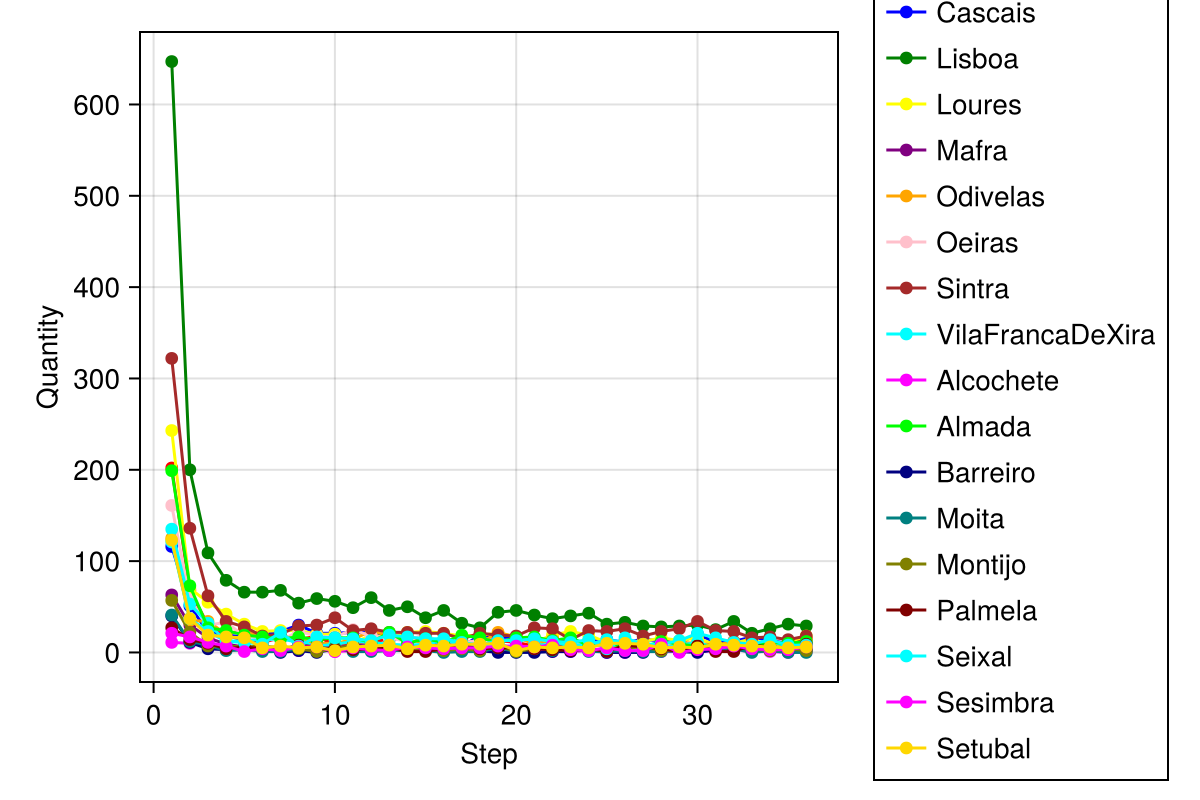 600
500
400
300
200
100
0
Quantity
0 10 20 30
Step
Cascais
Lisboa
Loures
Mafra
Odivelas
Oeiras
Sintra
VilaFrancaDeXira
Alcochete
Almada
Barreiro
Moita
Montijo
Palmela
Seixal
Sesimbra
Setubal